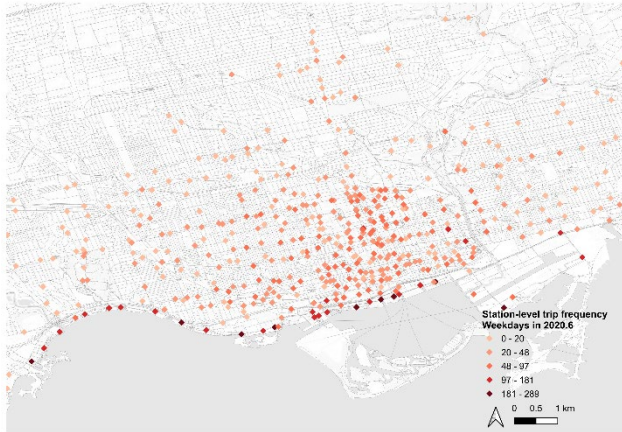 Station-level trip frequency
Weekdays in 2020.6
0 - 20
20 - 48
48 - 97
97 - 181
181 - 289
0 0.5 1 km